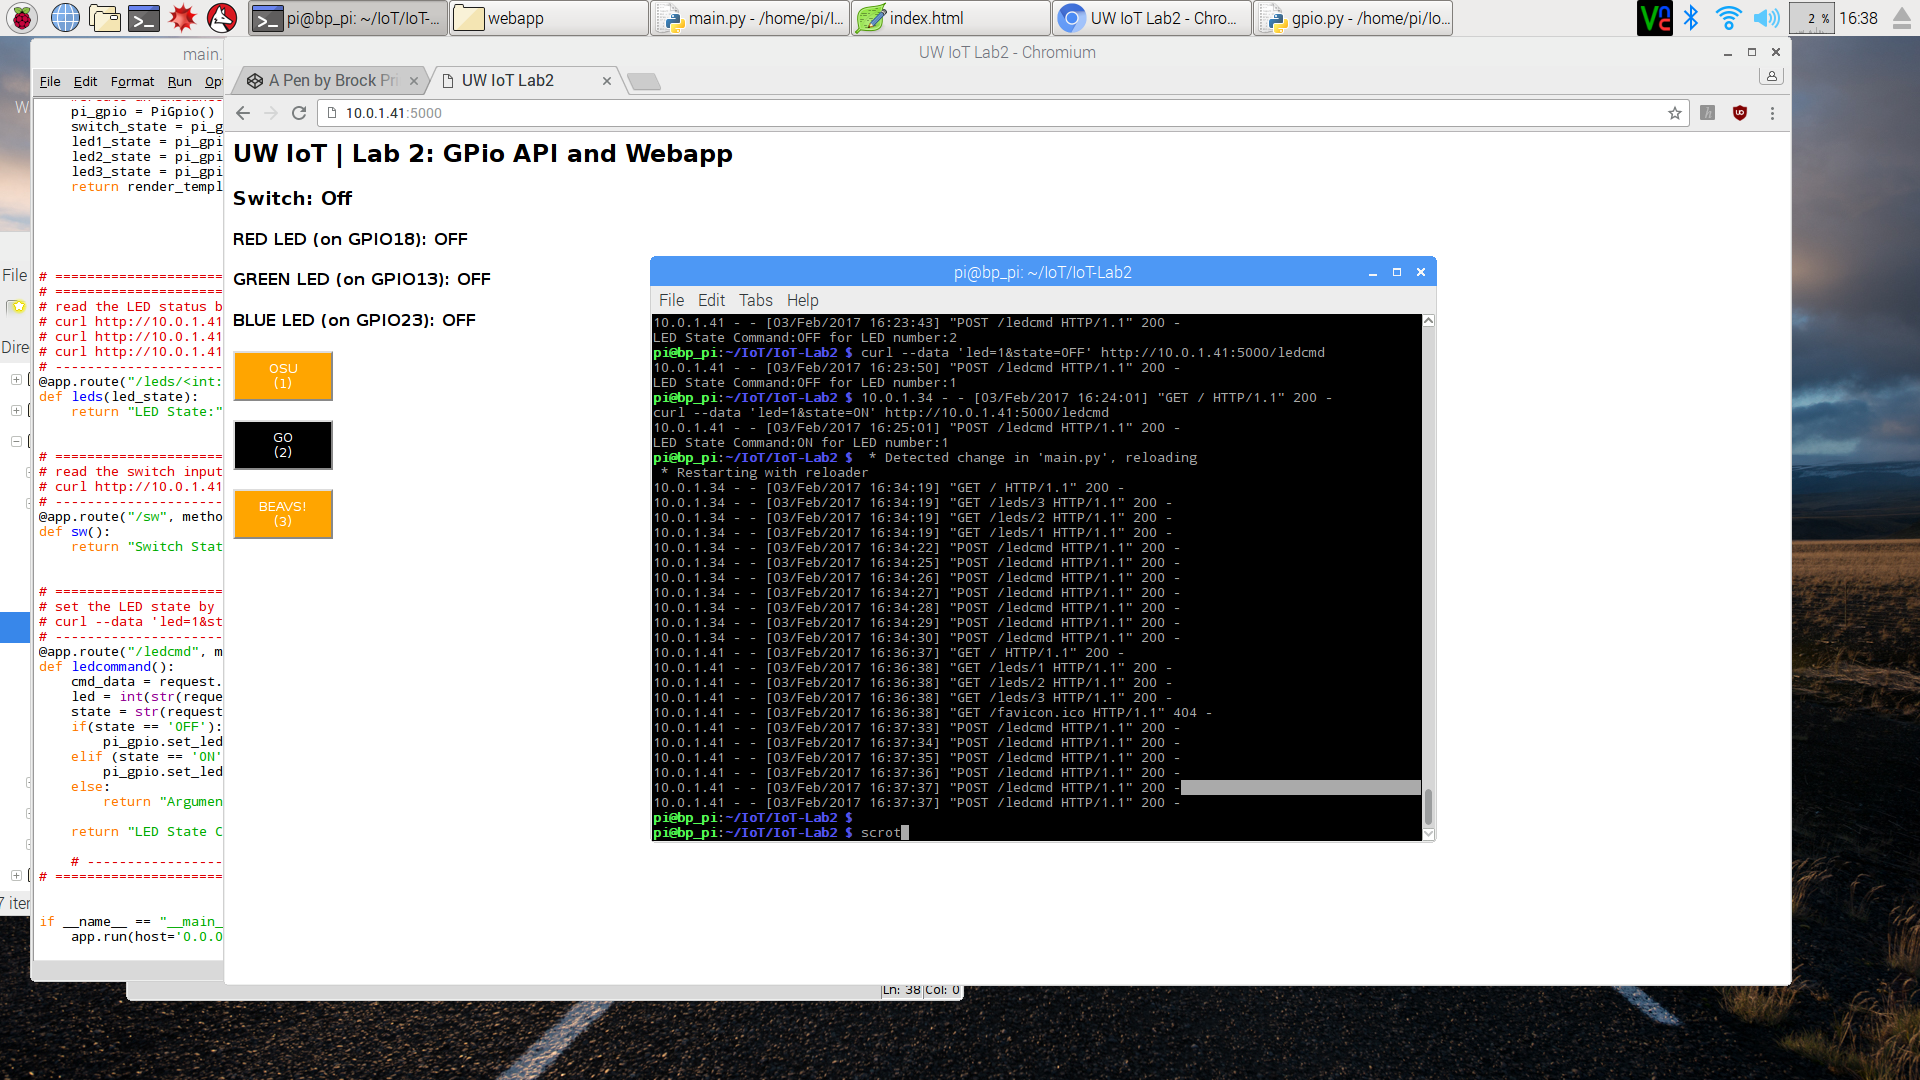 pi@bp_pi: ~/IoT/IoT-...
webapp
main.py - /home/pi/I...
index.html
UW IoT Lab2 - Chro...
gpio.py - /home/pi/Io...
2 %
16:38
main.
File Edit Format Run Opt
pi_gpio = PiGpio()
switch_state = pi_g
led1_state = pi_gpi
led2_state = pi_gpi
led3_state = pi_gpi
return render_templ
# =====================
# =====================
# read the LED status b
# curl http://10.0.1.41
# curl http://10.0.1.41
# curl http://10.0.1.41
# ---------------------
@app.route("/leds/<int:
def leds(led_state):
return "LED State:"
# =====================
# read the switch input
# curl http://10.0.1.41
# ---------------------
@app.route("/sw", metho
def sw():
return "Switch Stat
# =====================
# set the LED state by
# curl --data 'led=1&st
# ---------------------
@app.route("/ledcmd", m
def ledcommand():
cmd_data = request.
led = int(str(reque
state = str(request
if(state == 'OFF'):
pi_gpio.set_led
elif (state == 'ON'
pi_gpio.set_led
else:
return "Argumen
return "LED State C
# -----------------
# =====================
if __name__ == "__main_
app.run(host='0.0.0
Ln: 38 Col: 0
File
Dire
7 iter
UW IoT Lab2 - Chromium
A Pen by Brock Pri
UW IoT Lab2
10.0.1.41:5000
UW IoT | Lab 2: GPio API and Webapp
Switch: Off
RED LED (on GPIO18): OFF
GREEN LED (on GPIO13): OFF
BLUE LED (on GPIO23): OFF
OSU
(1)
GO
(2)
BEAVS!
(3)
pi@bp_pi: ~/IoT/IoT-Lab2
File Edit Tabs Help
10.0.1.41 - - [03/Feb/2017 16:23:43] "POST /ledcmd HTTP/1.1" 200 -
LED State Command:OFF for LED number:2
pi@bp_pi:~/IoT/IoT-Lab2 $ curl --data 'led=1&state=OFF' http://10.0.1.41:5000/ledcmd
10.0.1.41 - - [03/Feb/2017 16:23:50] "POST /ledcmd HTTP/1.1" 200 -
LED State Command:OFF for LED number:1
pi@bp_pi:~/IoT/IoT-Lab2 $ 10.0.1.34 - - [03/Feb/2017 16:24:01] "GET / HTTP/1.1" 200 -
curl --data 'led=1&state=ON' http://10.0.1.41:5000/ledcmd
10.0.1.41 - - [03/Feb/2017 16:25:01] "POST /ledcmd HTTP/1.1" 200 -
LED State Command:ON for LED number:1
pi@bp_pi:~/IoT/IoT-Lab2 $  * Detected change in 'main.py', reloading
* Restarting with reloader
10.0.1.34 - - [03/Feb/2017 16:34:19] "GET / HTTP/1.1" 200 -
10.0.1.34 - - [03/Feb/2017 16:34:19] "GET /leds/3 HTTP/1.1" 200 -
10.0.1.34 - - [03/Feb/2017 16:34:19] "GET /leds/2 HTTP/1.1" 200 -
10.0.1.34 - - [03/Feb/2017 16:34:19] "GET /leds/1 HTTP/1.1" 200 -
10.0.1.34 - - [03/Feb/2017 16:34:22] "POST /ledcmd HTTP/1.1" 200 -
10.0.1.34 - - [03/Feb/2017 16:34:25] "POST /ledcmd HTTP/1.1" 200 -
10.0.1.34 - - [03/Feb/2017 16:34:26] "POST /ledcmd HTTP/1.1" 200 -
10.0.1.34 - - [03/Feb/2017 16:34:27] "POST /ledcmd HTTP/1.1" 200 -
10.0.1.34 - - [03/Feb/2017 16:34:28] "POST /ledcmd HTTP/1.1" 200 -
10.0.1.34 - - [03/Feb/2017 16:34:29] "POST /ledcmd HTTP/1.1" 200 -
10.0.1.34 - - [03/Feb/2017 16:34:30] "POST /ledcmd HTTP/1.1" 200 -
10.0.1.41 - - [03/Feb/2017 16:36:37] "GET / HTTP/1.1" 200 -
10.0.1.41 - - [03/Feb/2017 16:36:38] "GET /leds/1 HTTP/1.1" 200 -
10.0.1.41 - - [03/Feb/2017 16:36:38] "GET /leds/2 HTTP/1.1" 200 -
10.0.1.41 - - [03/Feb/2017 16:36:38] "GET /leds/3 HTTP/1.1" 200 -
10.0.1.41 - - [03/Feb/2017 16:36:38] "GET /favicon.ico HTTP/1.1" 404 -
10.0.1.41 - - [03/Feb/2017 16:37:33] "POST /ledcmd HTTP/1.1" 200 -
10.0.1.41 - - [03/Feb/2017 16:37:34] "POST /ledcmd HTTP/1.1" 200 -
10.0.1.41 - - [03/Feb/2017 16:37:35] "POST /ledcmd HTTP/1.1" 200 -
10.0.1.41 - - [03/Feb/2017 16:37:36] "POST /ledcmd HTTP/1.1" 200 -
10.0.1.41 - - [03/Feb/2017 16:37:37] "POST /ledcmd HTTP/1.1" 200 -
10.0.1.41 - - [03/Feb/2017 16:37:37] "POST /ledcmd HTTP/1.1" 200 -
pi@bp_pi:~/IoT/IoT-Lab2 $
pi@bp_pi:~/IoT/IoT-Lab2 $ scrot